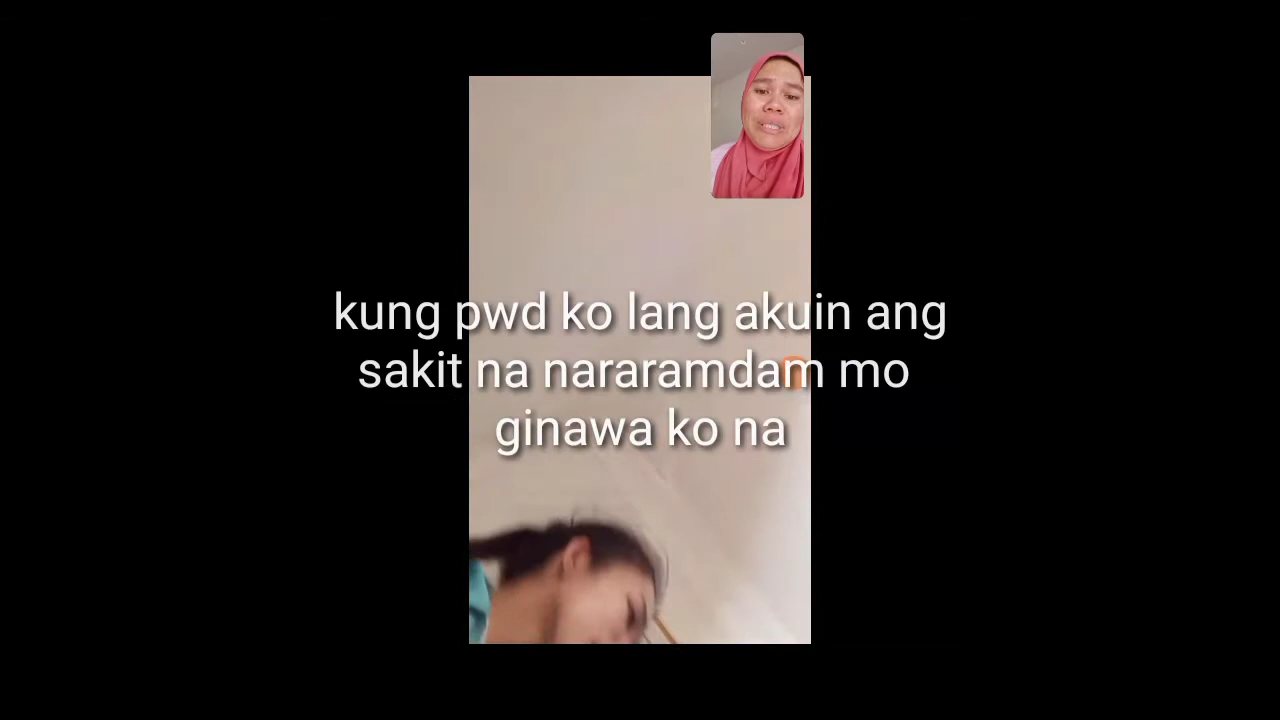 kung pwd ko lang akuin ang
sakit na nararamdam mo
ginawa ko na